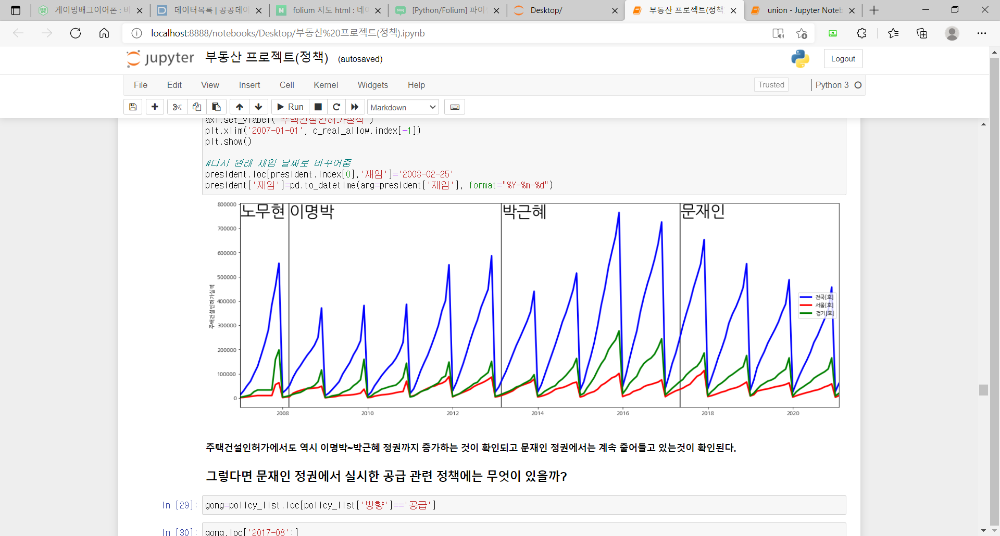 게이밍배그이어폰 : 비
데이터목록 | 공공데이
folium 지도 html : 네이
[Python/Folium] 파이
Desktop/
부동산 프로젝트(정책
union - Jupyter Noteb
localhost:8888/notebooks/Desktop/부동산%20프로젝트(정책).ipynb
jupyter 부동산 프로젝트(정책) (autosaved)
Logout
File Edit View Insert Cell Kernel Widgets Help
Trusted
Python 3
Run
Markdown
ax1.set_ylabel('주택건설인허가실적')
plt.xlim('2007-01-01', c_real_allow.index[-1])
plt.show()
#다시 원래 재임 날짜로 바꾸어줌
president.loc[president.index[0],'재임']='2003-02-25'
president['재임']=pd.to_datetime(arg=president['재임'], format="%Y-%m-%d")
노무현 이명박 박근혜 문재인
800000
700000
600000
500000
400000
300000
200000
100000
0
주택건설인허가실적
전국[호]
서울[호]
경기[호]
2008 2010 2012 2014 2016 2018 2020
주택건설인허가에서도 역시 이명박~박근혜 정권까지 증가하는 것이 확인되고 문재인 정권에서는 계속 줄어들고 있는것이 확인된다.
그렇다면 문재인 정권에서 실시한 공급 관련 정책에는 무엇이 있을까?
In [29]: gong=policy_list.loc[policy_list['방향']=='공급']
In [30]: gong.loc['2017-08':]